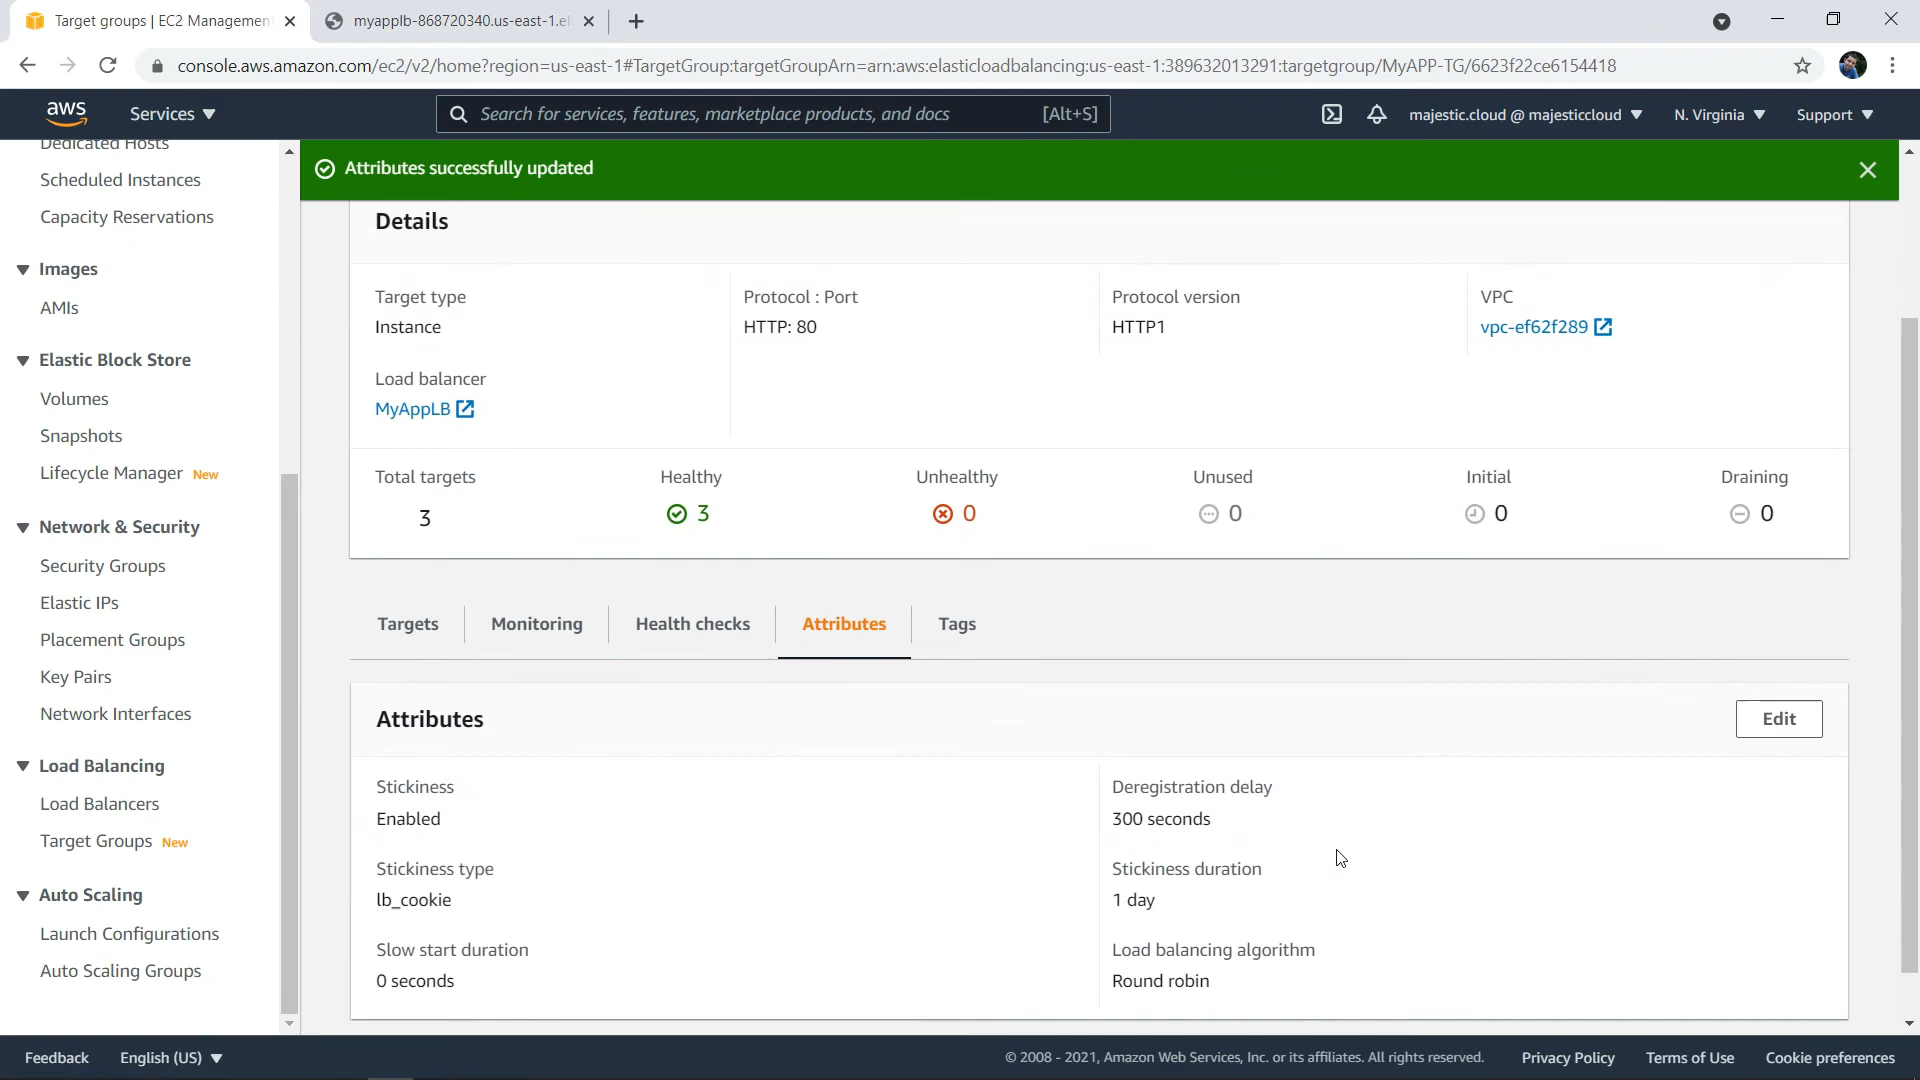 Target groups | EC2 Managemen
myapplb-868720340.us-east-1.el
console.aws.amazon.com/ec2/v2/home?region=us-east-1#TargetGroup:targetGroupArn=arn:aws:elasticloadbalancing:us-east-1:389632013291:targetgroup/MyAPP-TG/6623f22ce6154418
aws
Services
Search for services, features, marketplace products, and docs [Alt+S]
majestic.cloud @ majesticcloud
N. Virginia
Support
Dedicated Hosts
Scheduled Instances
Capacity Reservations
Images
AMIs
Elastic Block Store
Volumes
Snapshots
Lifecycle Manager New
Network & Security
Security Groups
Elastic IPs
Placement Groups
Key Pairs
Network Interfaces
Load Balancing
Load Balancers
Target Groups New
Auto Scaling
Launch Configurations
Auto Scaling Groups
Attributes successfully updated
Details
Target type
Instance
Protocol : Port
HTTP: 80
Protocol version
HTTP1
VPC
vpc-ef62f289
Load balancer
MyAppLB
Total targets
3
Healthy
3
Unhealthy
0
Unused
0
Initial
0
Draining
0
Targets
Monitoring
Health checks
Attributes
Tags
Attributes
Edit
Stickiness
Enabled
Deregistration delay
300 seconds
Stickiness type
lb_cookie
Stickiness duration
1 day
Slow start duration
0 seconds
Load balancing algorithm
Round robin
Feedback
English (US)
© 2008 - 2021, Amazon Web Services, Inc. or its affiliates. All rights reserved.
Privacy Policy
Terms of Use
Cookie preferences